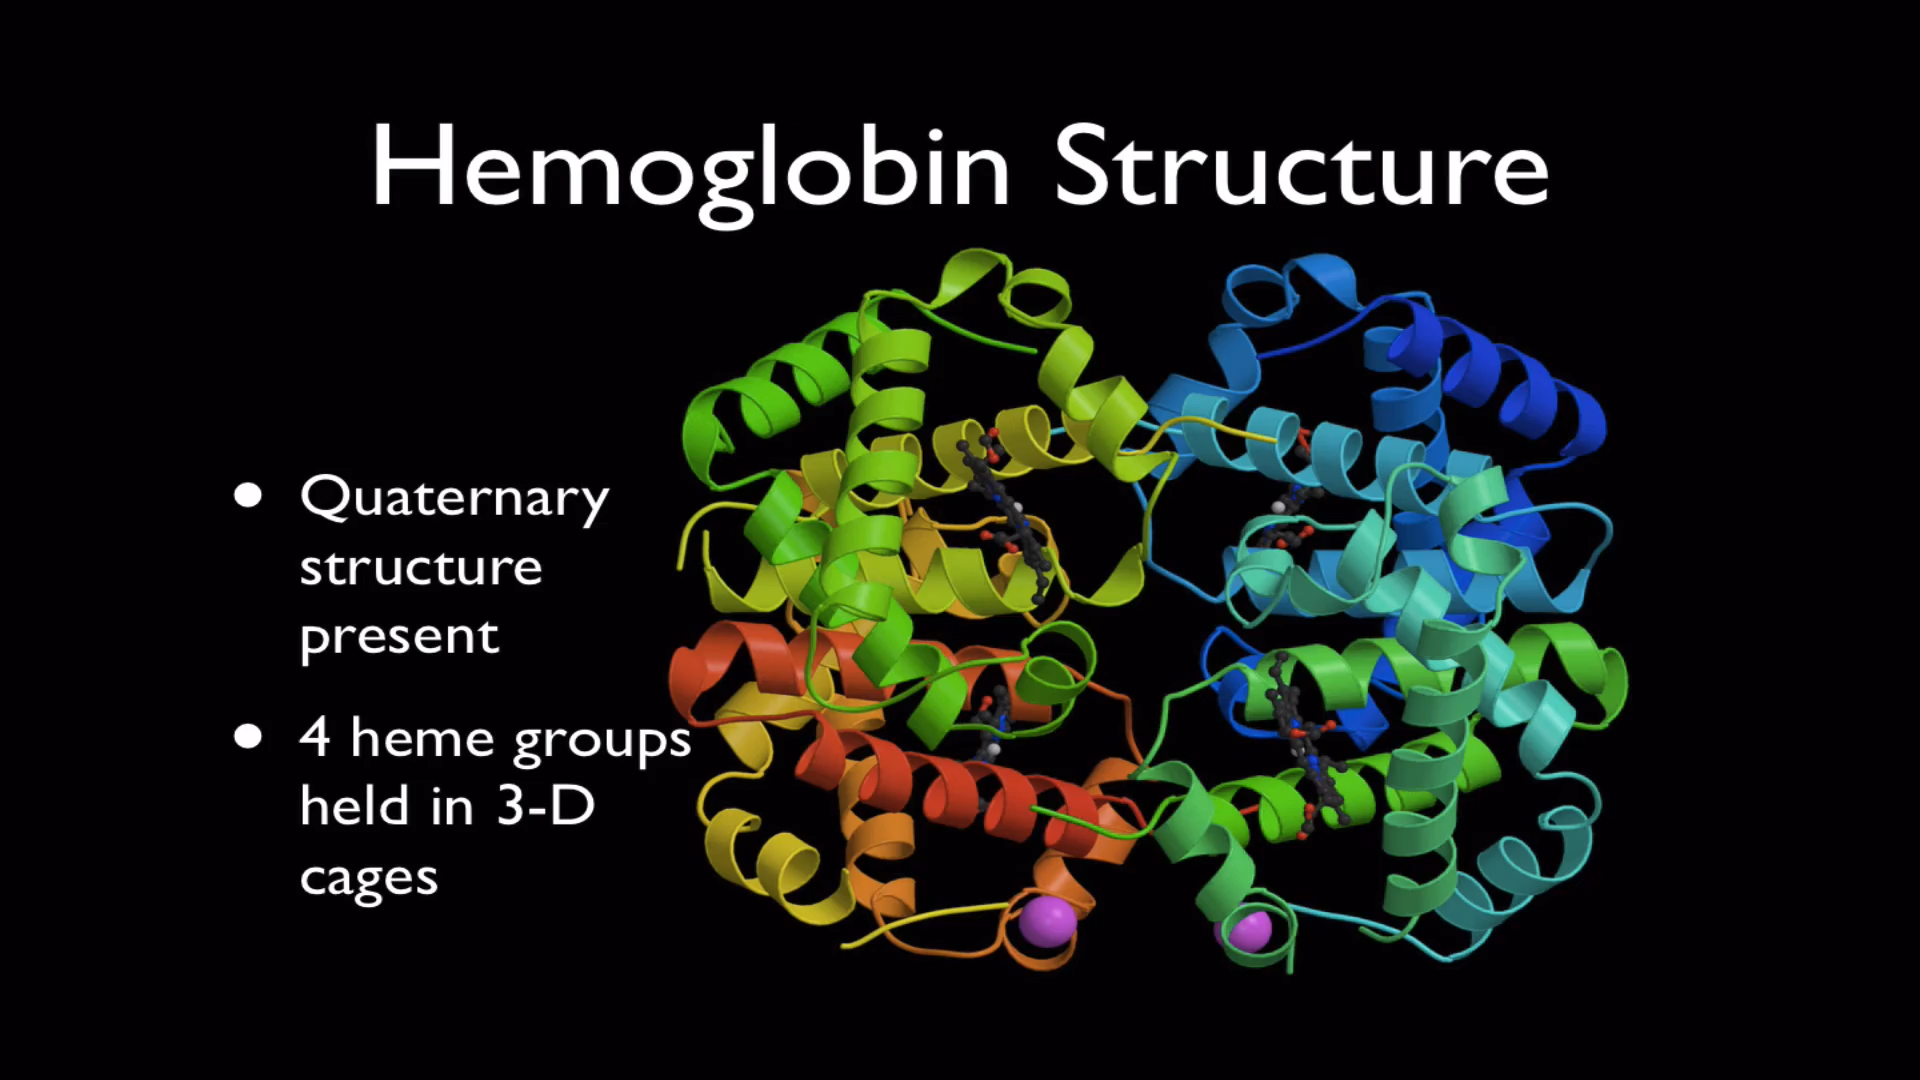 Hemoglobin Structure
• Quaternary
structure
present
• 4 heme groups
held in 3-D
cages